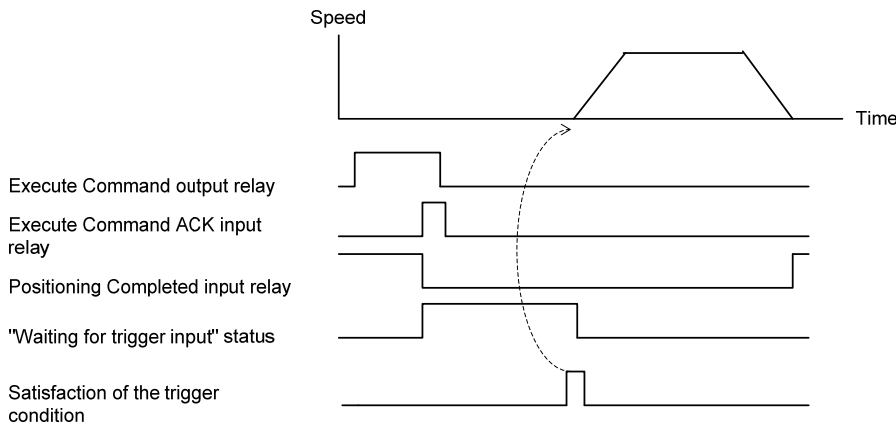 Speed
Time
Execute Command output relay
Execute Command ACK input
relay
Positioning Completed input relay
"Waiting for trigger input" status
Satisfaction of the trigger
condition